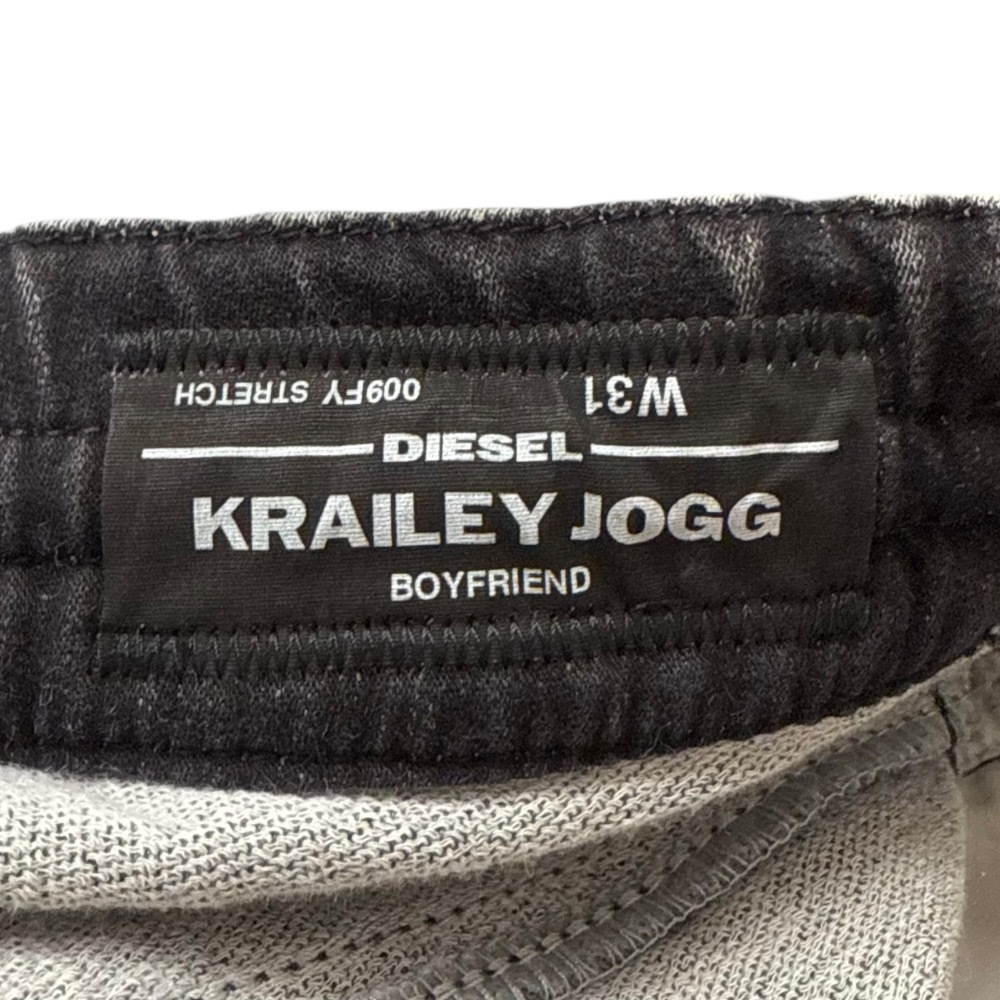 009FY STRETCH W31
DIESEL
KRAILEY JOGG
BOYFRIEND